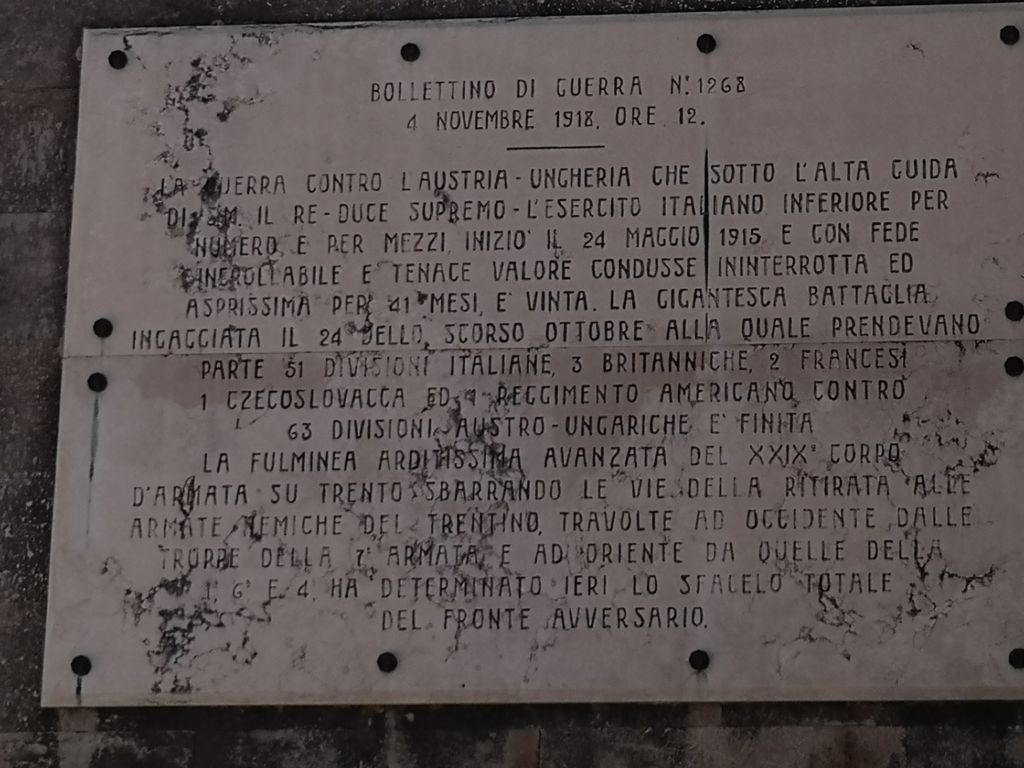 BOLLETTINO DI GUERRA N.° 1268
4 NOVEMBRE 1918, ORE 12.
LA GUERRA CONTRO L'AUSTRIA-UNGHERIA CHE SOTTO L'ALTA GUIDA
DI S.M. IL RE-DUCE SUPREMO-L'ESERCITO ITALIANO INFERIORE PER
NUMERO E PER MEZZI, INIZIO' IL 24 MAGGIO 1915 E CON FEDE
INCROLLABILE E TENACE VALORE CONDUSSE ININTERROTTA ED
ASPRISSIMA PER 41 MESI, E' VINTA. LA GIGANTESCA BATTAGLIA
INGAGGIATA IL 24 DELLO SCORSO OTTOBRE ALLA QUALE PRENDEVANO
PARTE 51 DIVISIONI ITALIANE, 3 BRITANNICHE, 2 FRANCESI
1 CZECOSLOVACCA ED 1 REGGIMENTO AMERICANO CONTRO
63 DIVISIONI AUSTRO-UNGARICHE E' FINITA
LA FULMINEA ARDITISSIMA AVANZATA DEL XXIX° CORPO
D'ARMATA SU TRENTO SBARRANDO LE VIE DELLA RITIRATA ALLE
ARMATE NEMICHE DEL TRENTINO, TRAVOLTE AD OCCIDENTE DALLE
TRUPPE DELLA 7ª ARMATA E AD ORIENTE DA QUELLE DELLA
1ª 6ª E 4ª HA DETERMINATO IERI LO SFACELO TOTALE
DEL FRONTE AVVERSARIO.